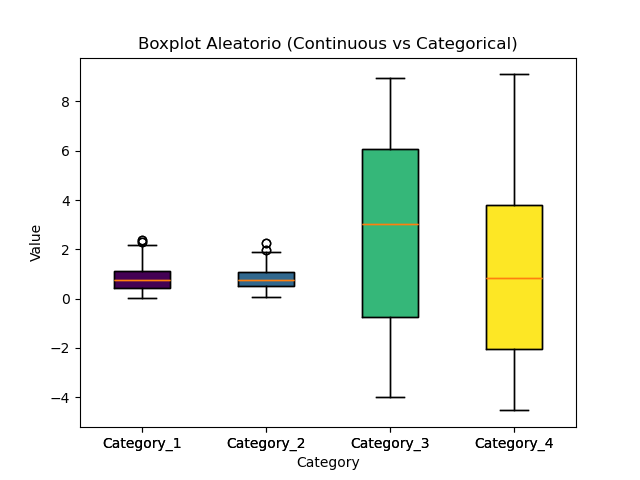 Boxplot Aleatorio (Continuous vs Categorical)
Value
8
6
4
2
0
−2
−4
Category_1 Category_2 Category_3 Category_4
Category